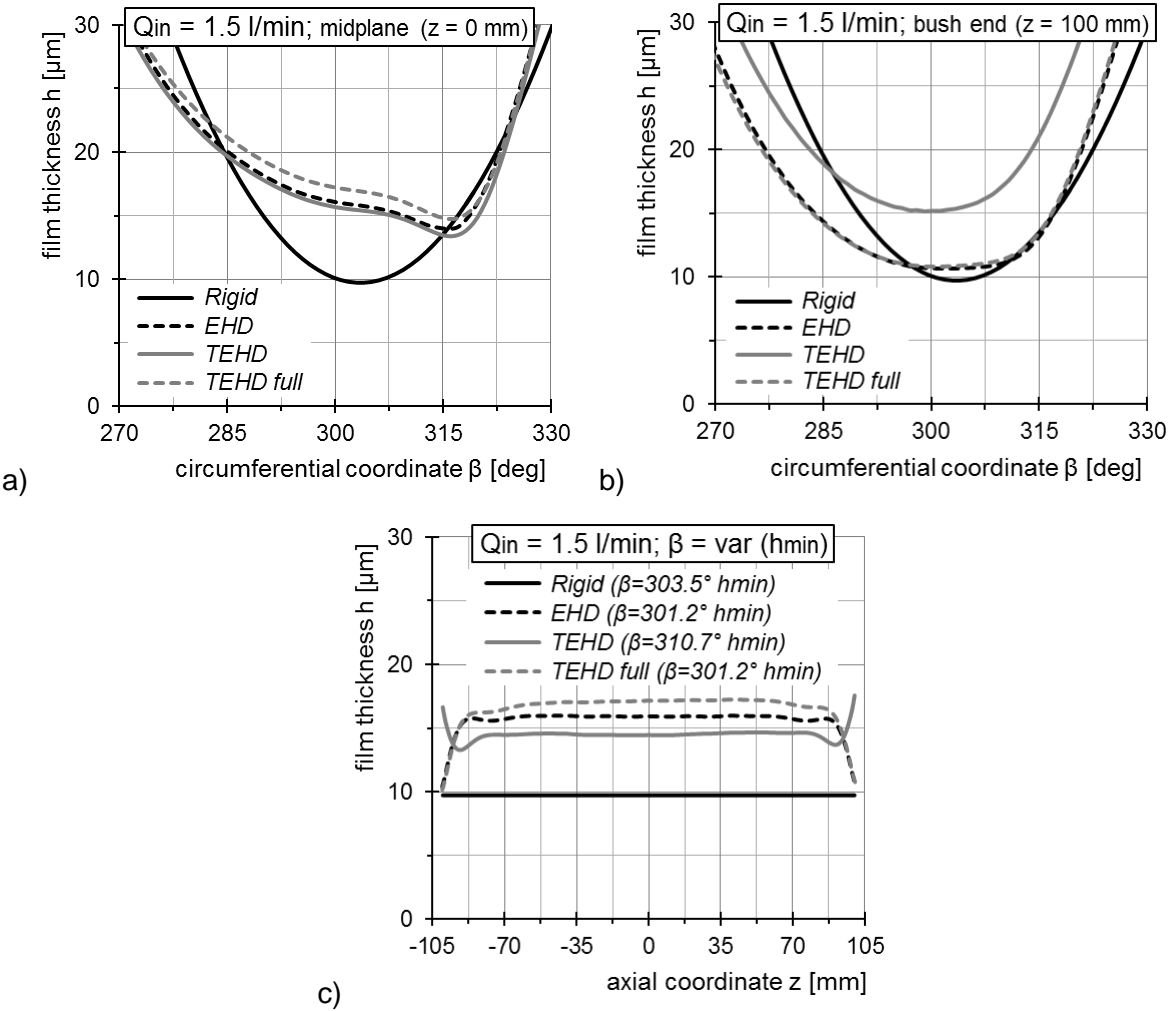 Qin = 1.5 l/min; midplane (z = 0 mm)
film thickness h [µm]
30
20
10
0
Rigid
EHD
TEHD
TEHD full
270 285 300 315 330
circumferential coordinate β [deg]
a)
Qin = 1.5 l/min; bush end (z = 100 mm)
film thickness h [µm]
30
20
10
0
Rigid
EHD
TEHD
TEHD full
270 285 300 315 330
circumferential coordinate β [deg]
b)
Qin = 1.5 l/min; β = var (hmin)
film thickness h [µm]
30
20
10
0
Rigid (β=303.5° hmin)
EHD (β=301.2° hmin)
TEHD (β=310.7° hmin)
TEHD full (β=301.2° hmin)
-105 -70 -35 0 35 70 105
axial coordinate z [mm]
c)